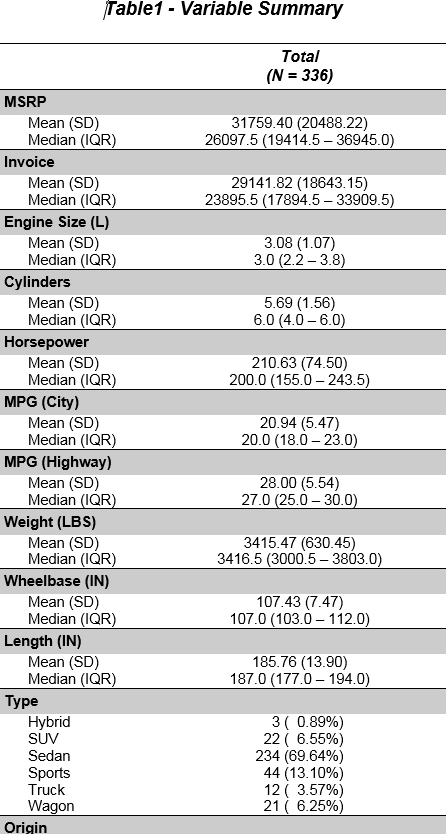 Table1 - Variable Summary
Total
(N = 336)
MSRP
Mean (SD) 31759.40 (20488.22)
Median (IQR) 26097.5 (19414.5 – 36945.0)
Invoice
Mean (SD) 29141.82 (18643.15)
Median (IQR) 23895.5 (17894.5 – 33909.5)
Engine Size (L)
Mean (SD) 3.08 (1.07)
Median (IQR) 3.0 (2.2 – 3.8)
Cylinders
Mean (SD) 5.69 (1.56)
Median (IQR) 6.0 (4.0 – 6.0)
Horsepower
Mean (SD) 210.63 (74.50)
Median (IQR) 200.0 (155.0 – 243.5)
MPG (City)
Mean (SD) 20.94 (5.47)
Median (IQR) 20.0 (18.0 – 23.0)
MPG (Highway)
Mean (SD) 28.00 (5.54)
Median (IQR) 27.0 (25.0 – 30.0)
Weight (LBS)
Mean (SD) 3415.47 (630.45)
Median (IQR) 3416.5 (3000.5 – 3803.0)
Wheelbase (IN)
Mean (SD) 107.43 (7.47)
Median (IQR) 107.0 (103.0 – 112.0)
Length (IN)
Mean (SD) 185.76 (13.90)
Median (IQR) 187.0 (177.0 – 194.0)
Type
Hybrid 3 ( 0.89%)
SUV 22 ( 6.55%)
Sedan 234 (69.64%)
Sports 44 (13.10%)
Truck 12 ( 3.57%)
Wagon 21 ( 6.25%)
Origin